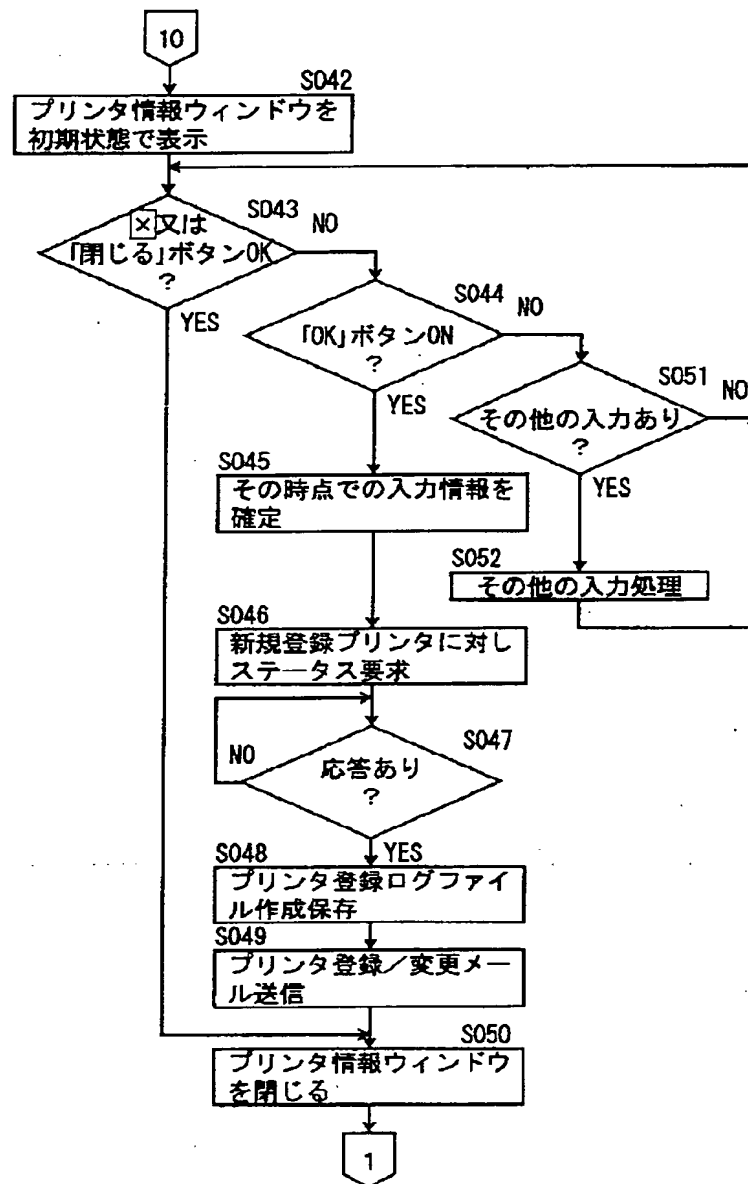 10
S042
プリンタ情報ウィンドウを
初期状態で表示
S043
NO
×又は
「閉じる」ボタンOK
?
YES
S044
NO
「OK」ボタンON
?
YES
S051
NO
その他の入力あり
?
YES
S045
その時点での入力情報を
確定
S052
その他の入力処理
S046
新規登録プリンタに対し
ステータス要求
S047
NO
応答あり
?
YES
S048
プリンタ登録ログファイ
ル作成保存
S049
プリンタ登録/変更メー
ル送信
S050
プリンタ情報ウィンドウ
を閉じる
1